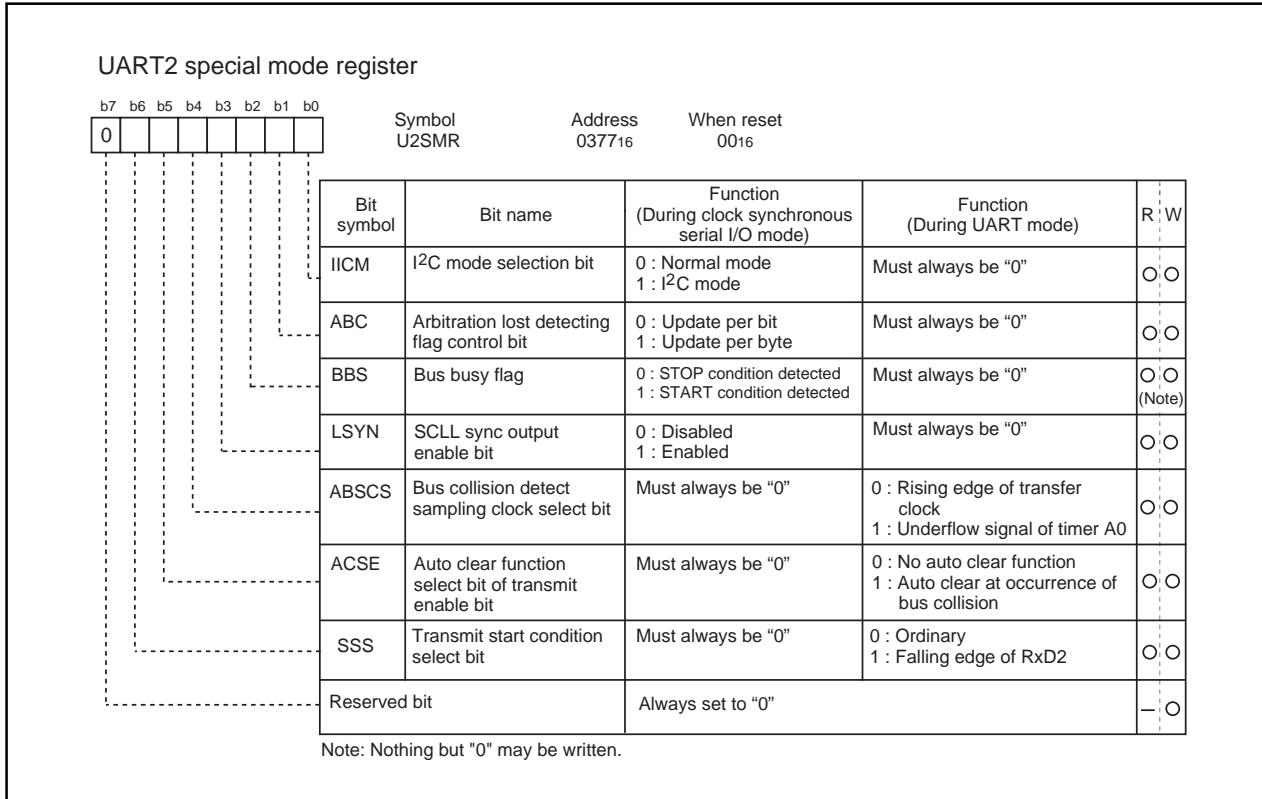 UART2 special mode register
b7 b6 b5 b4 b3 b2 b1 b0
0
Symbol Address When reset
U2SMR 037716 0016
Bit symbol Bit name Function (During clock synchronous serial I/O mode) Function (During UART mode) R W
IICM I2C mode selection bit 0 : Normal mode Must always be “0”
1 : I2C mode
ABC Arbitration lost detecting 0 : Update per bit Must always be “0”
flag control bit 1 : Update per byte
BBS Bus busy flag 0 : STOP condition detected Must always be “0”
1 : START condition detected (Note)
LSYN SCLL sync output 0 : Disabled Must always be “0”
enable bit 1 : Enabled
ABSCS Bus collision detect Must always be “0” 0 : Rising edge of transfer
sampling clock select bit clock
1 : Underflow signal of timer A0
ACSE Auto clear function Must always be “0” 0 : No auto clear function
select bit of transmit 1 : Auto clear at occurrence of
enable bit bus collision
SSS Transmit start condition Must always be “0” 0 : Ordinary
select bit 1 : Falling edge of RxD2
Reserved bit Always set to “0” –
Note: Nothing but "0" may be written.